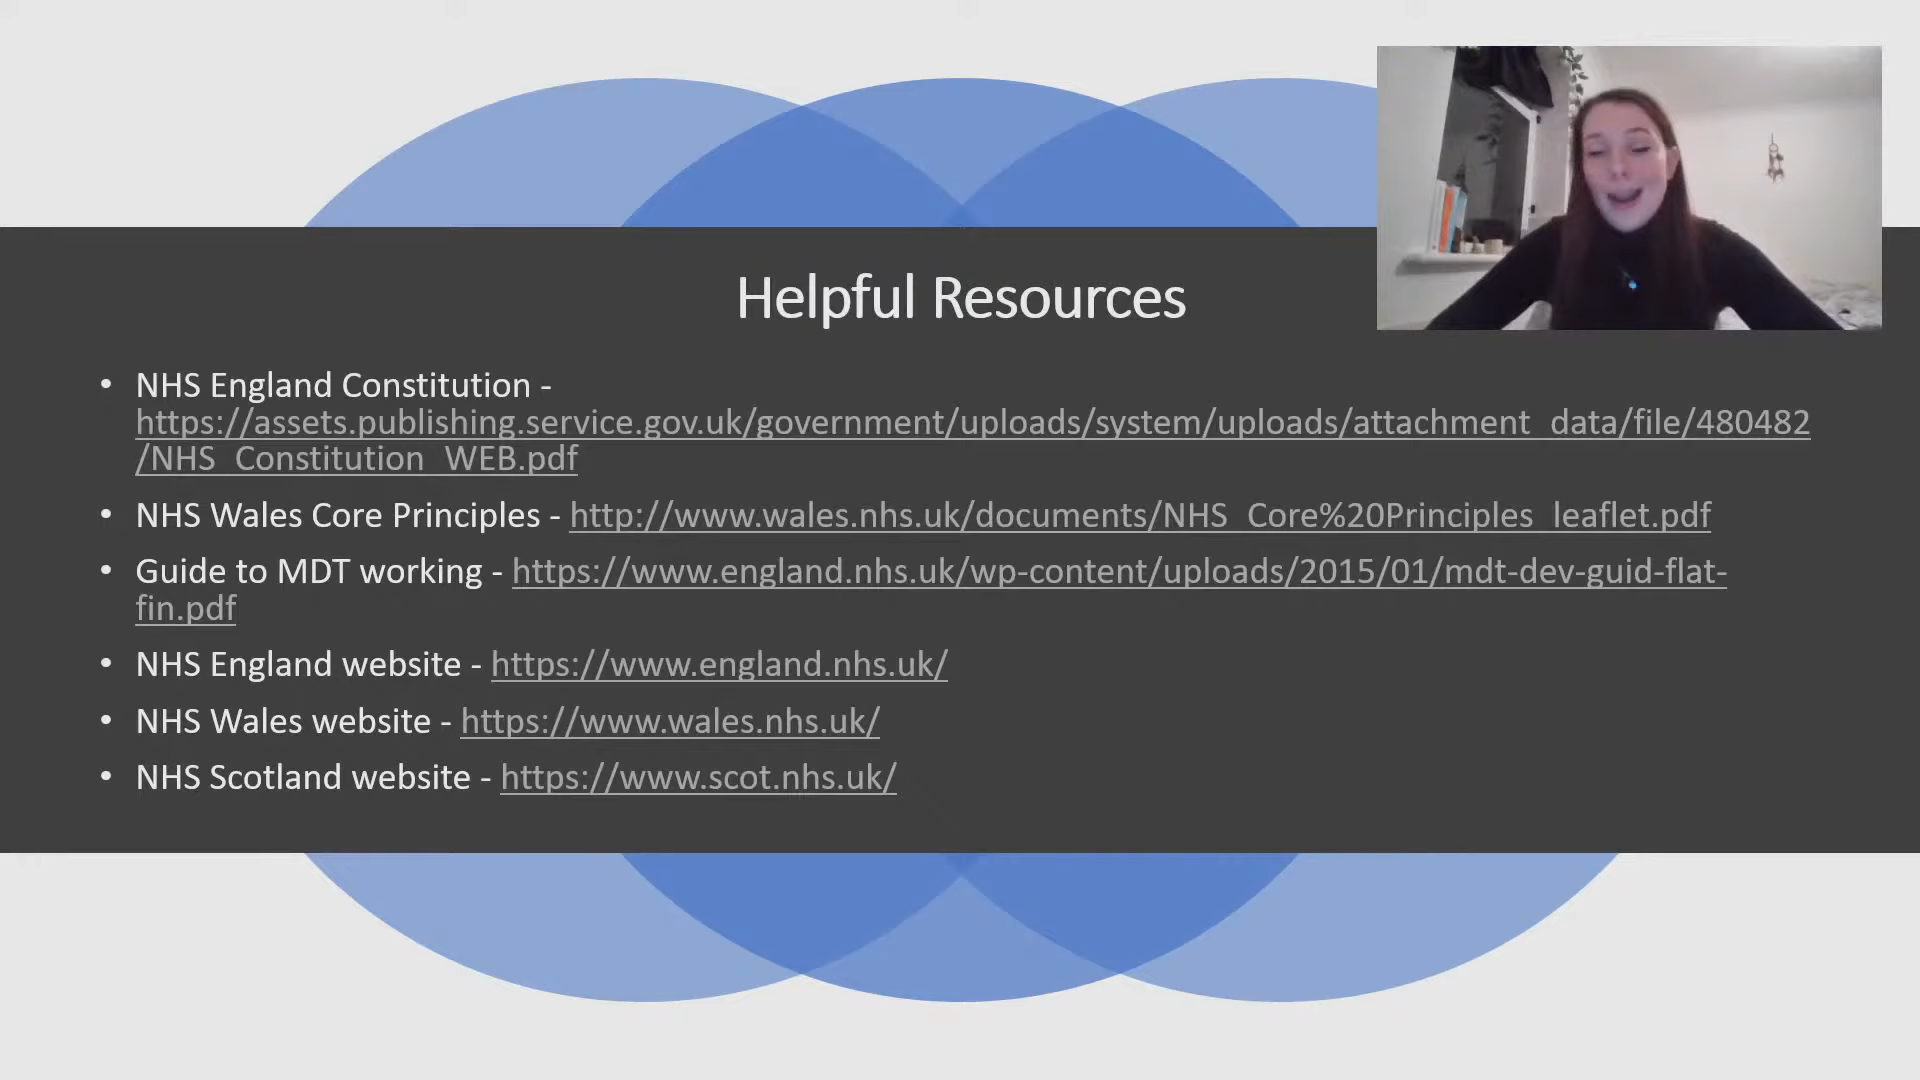 Helpful Resources
• NHS England Constitution -
https://assets.publishing.service.gov.uk/government/uploads/system/uploads/attachment_data/file/480482
/NHS_Constitution_WEB.pdf
• NHS Wales Core Principles - http://www.wales.nhs.uk/documents/NHS_Core%20Principles_leaflet.pdf
• Guide to MDT working - https://www.england.nhs.uk/wp-content/uploads/2015/01/mdt-dev-guid-flat-
fin.pdf
• NHS England website - https://www.england.nhs.uk/
• NHS Wales website - https://www.wales.nhs.uk/
• NHS Scotland website - https://www.scot.nhs.uk/